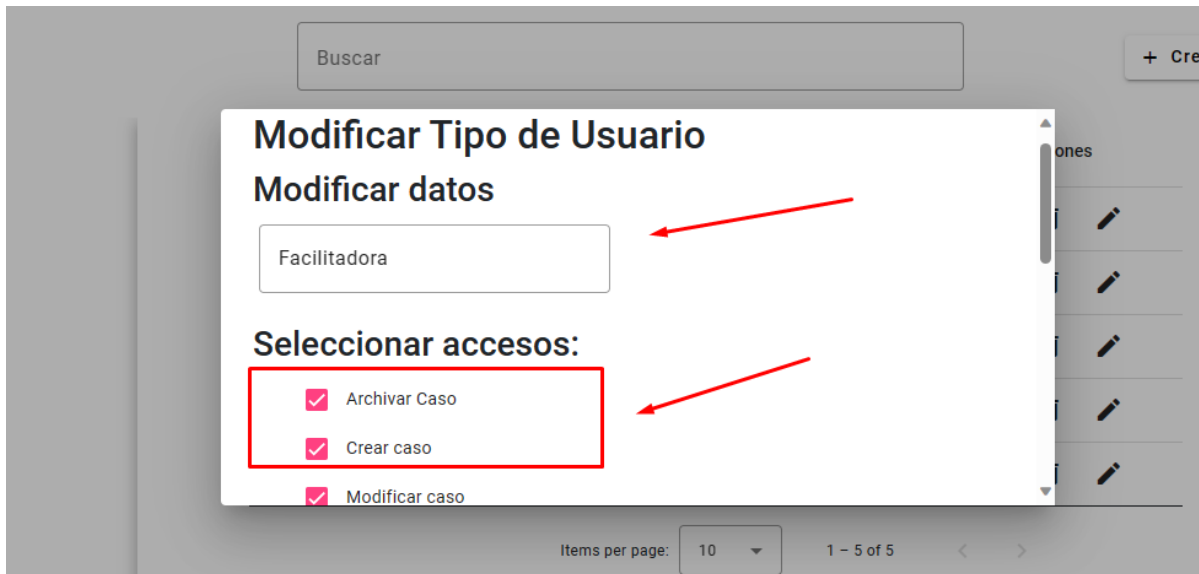 Buscar
+ Cre
Modificar Tipo de Usuario
ones
Modificar datos
Facilitadora
Seleccionar accesos:
Archivar Caso
Crear caso
Modificar caso
Items per page: 10 1 – 5 of 5